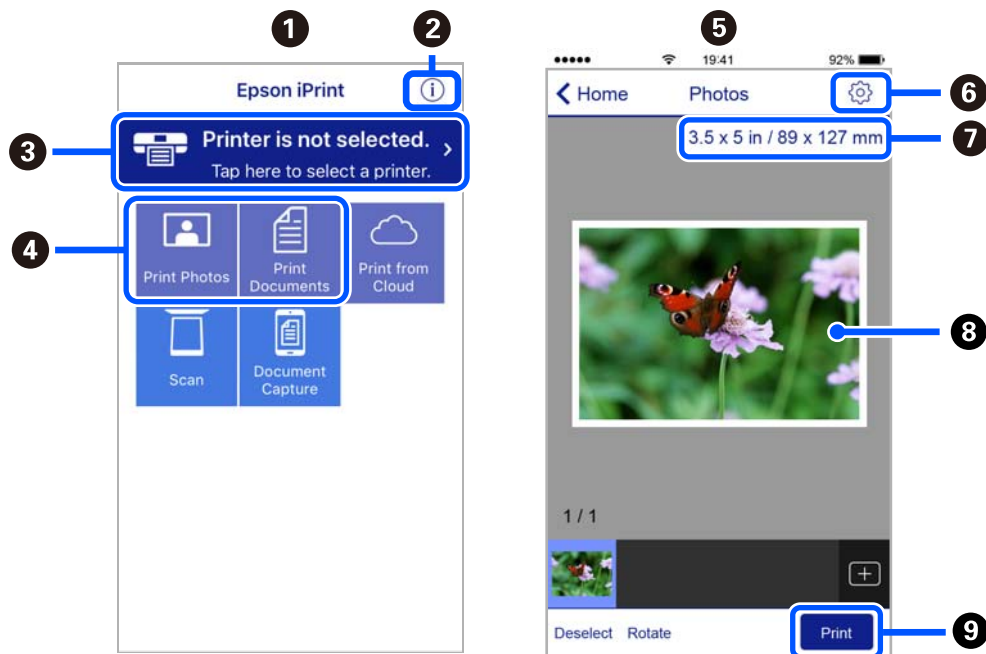 1
2
Epson iPrint
i
3
Printer is not selected.
Tap here to select a printer.
4
Print Photos
Print
Documents
Print from
Cloud
Scan
Document
Capture
5
19:41
92%
6
Home
Photos
7
3.5 x 5 in / 89 x 127 mm
8
1 / 1
Deselect
Rotate
Print
9